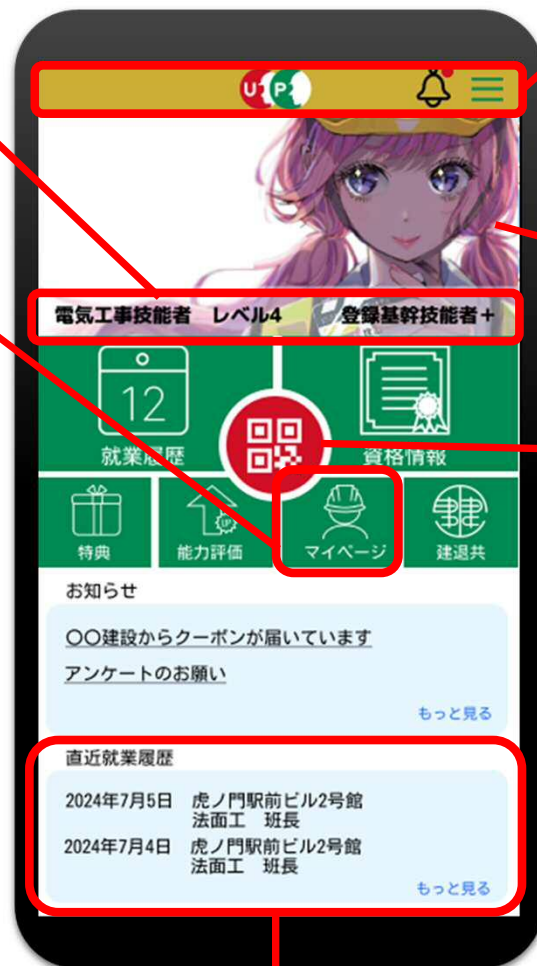 U P
電気工事技能者 レベル4 登録基幹技能者+
12
就業履歴
資格情報
UP
特典
能力評価
マイページ
建退共
お知らせ
〇〇建設からクーポンが届いています
アンケートのお願い
もっと見る
直近就業履歴
2024年7月5日 虎ノ門駅前ビル2号館
法面工 班長
2024年7月4日 虎ノ門駅前ビル2号館
法面工 班長
もっと見る